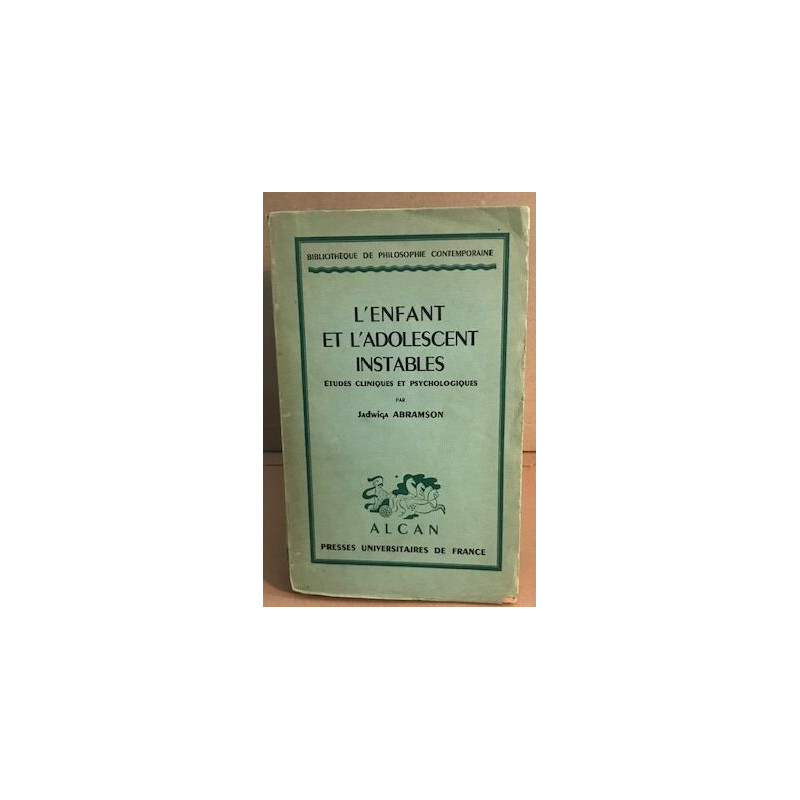 BIBLIOTHÈQUE DE PHILOSOPHIE CONTEMPORAINE
L'ENFANT
ET L'ADOLESCENT
INSTABLES
ÉTUDES CLINIQUES ET PSYCHOLOGIQUES
PAR
Jadwiga ABRAMSON
ALCAN
PRESSES UNIVERSITAIRES DE FRANCE